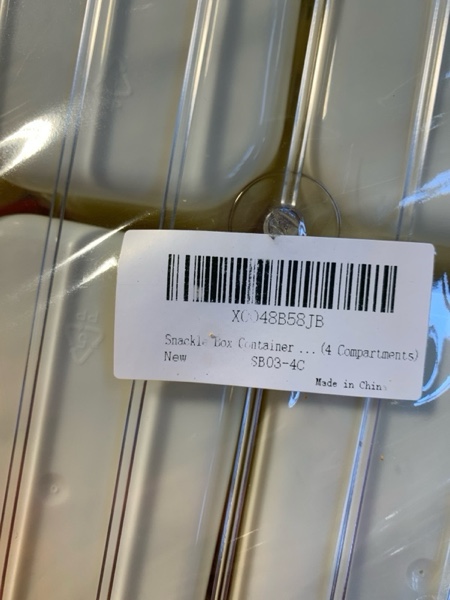 X0048B58JB
Snackle Box Container ... (4 Compartments)
New SB03-4C
Made in China